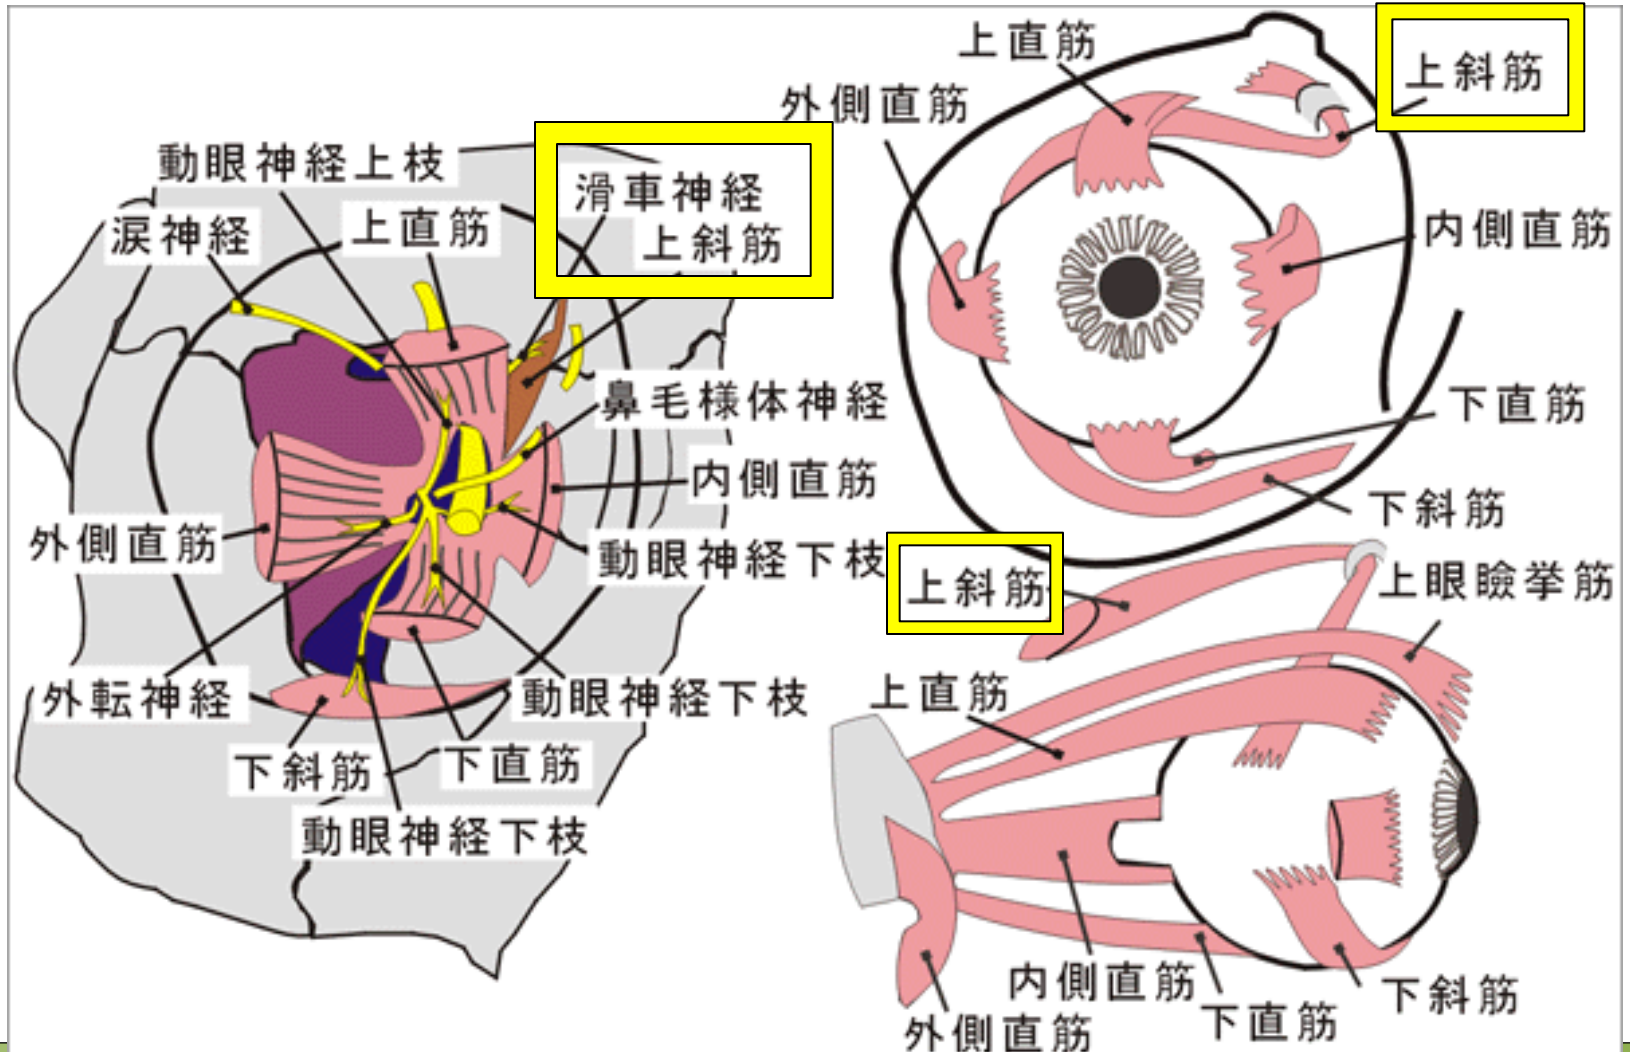 動眼神経上枝
涙神経
上直筋
滑車神経
上斜筋
鼻毛様体神経
内側直筋
外側直筋
動眼神経下枝
外転神経
動眼神経下枝
下斜筋
下直筋
動眼神経下枝
上直筋
上斜筋
外側直筋
内側直筋
下直筋
下斜筋
上斜筋
上眼瞼挙筋
上直筋
内側直筋
下斜筋
下直筋
外側直筋